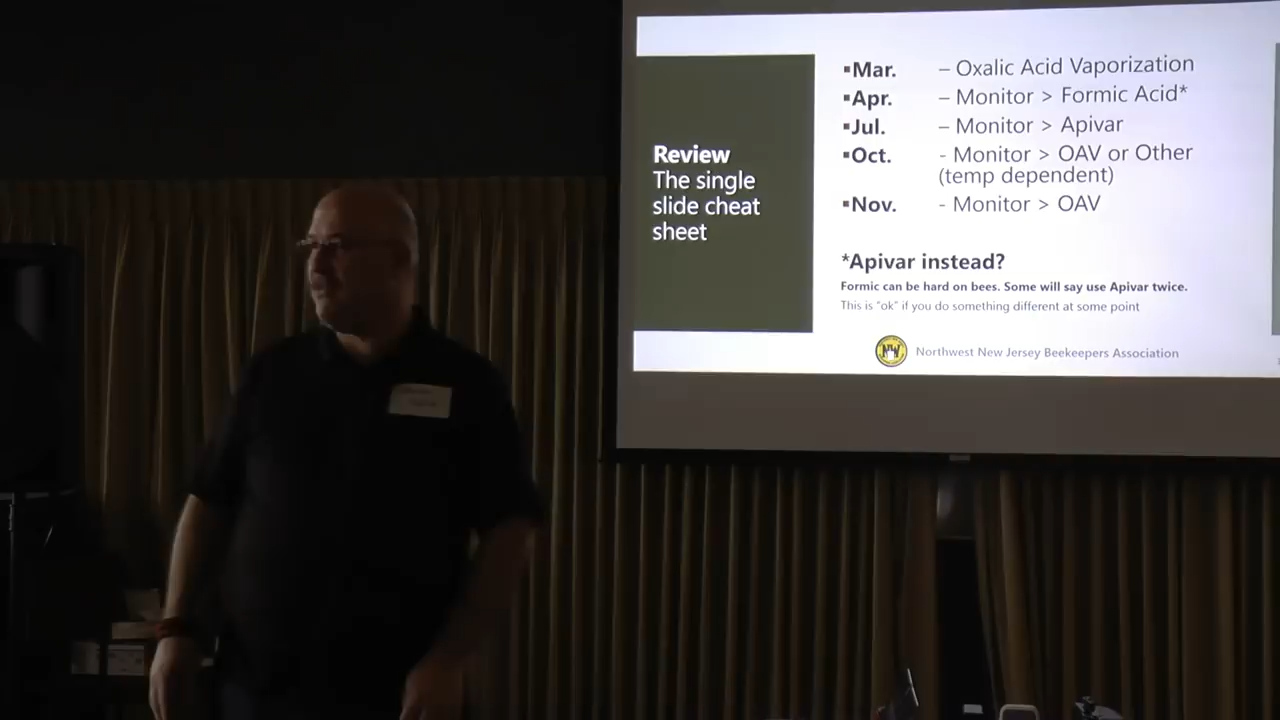 Review
The single
slide cheat
sheet
▪Mar. – Oxalic Acid Vaporization
▪Apr. – Monitor > Formic Acid*
▪Jul. – Monitor > Apivar
▪Oct. - Monitor > OAV or Other
(temp dependent)
▪Nov. - Monitor > OAV
*Apivar instead?
Formic can be hard on bees. Some will say use Apivar twice.
This is "ok" if you do something different at some point
NW
Northwest New Jersey Beekeepers Association